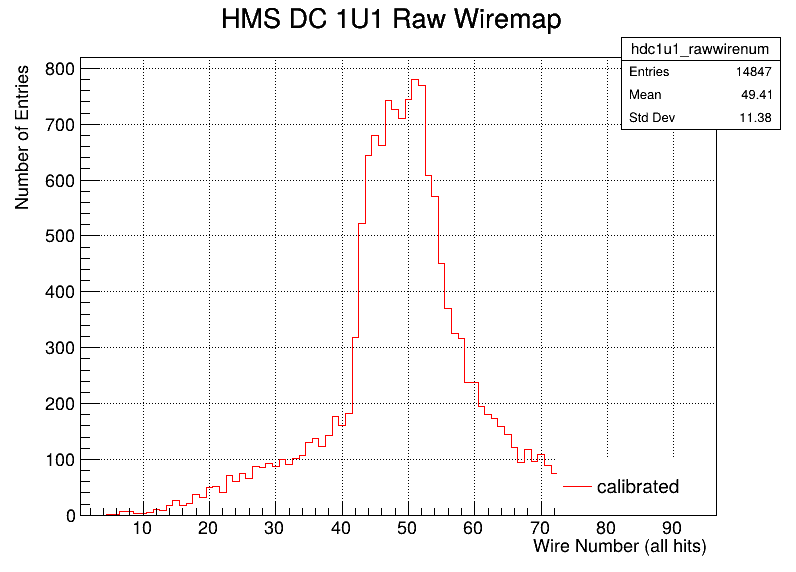 HMS DC 1U1 Raw Wiremap
hdc1u1_rawwirenum
Entries 14847
Mean 49.41
Std Dev 11.38
Number of Entries
800
700
600
500
400
300
200
100
0
calibrated
10 20 30 40 50 60 70 80 90
Wire Number (all hits)